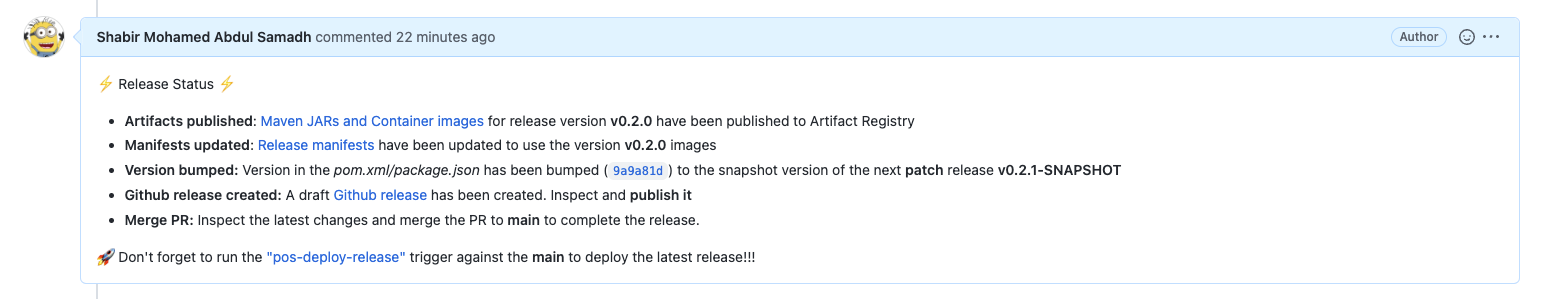 Shabir Mohamed Abdul Samadh commented 22 minutes ago Author
⚡ Release Status ⚡
• Artifacts published: Maven JARs and Container images for release version v0.2.0 have been published to Artifact Registry
• Manifests updated: Release manifests have been updated to use the version v0.2.0 images
• Version bumped: Version in the pom.xml/package.json has been bumped ( 9a9a81d ) to the snapshot version of the next patch release v0.2.1-SNAPSHOT
• Github release created: A draft Github release has been created. Inspect and publish it
• Merge PR: Inspect the latest changes and merge the PR to main to complete the release.
🚀 Don't forget to run the "pos-deploy-release" trigger against the main to deploy the latest release!!!